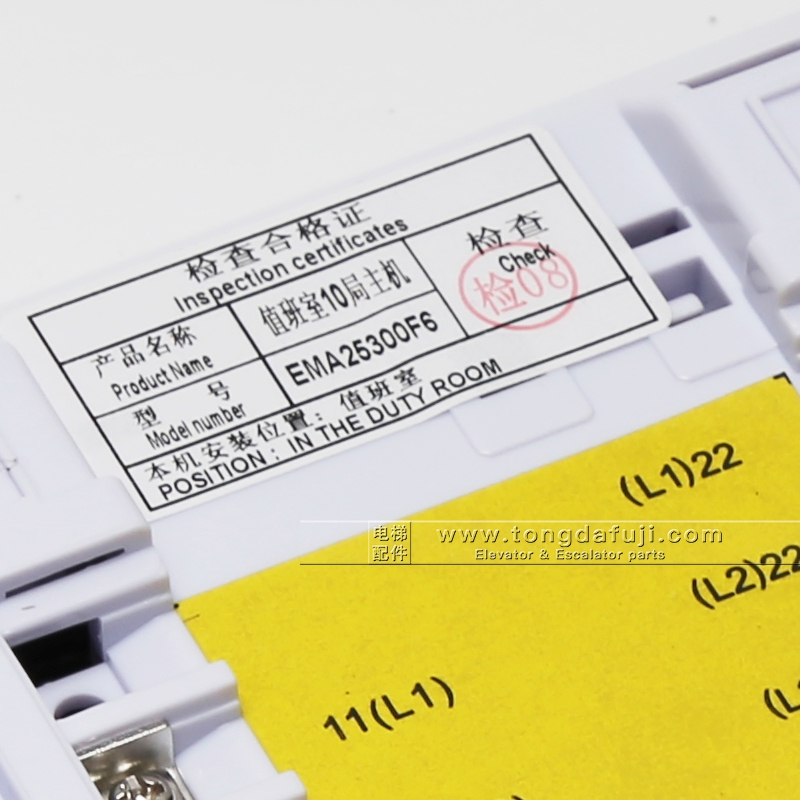 检查合格证
Inspection certificates
产品名称
Product Name
值班室10局主机
检查
Check
检08
型 号
Model number
EMA25300F6
本机安装位置：值班室
POSITION：IN THE DUTY ROOM
(L1)22
电梯
配件
www.tongdafuji.com
Elevator & Escalator parts
(L2)22
11(L1)